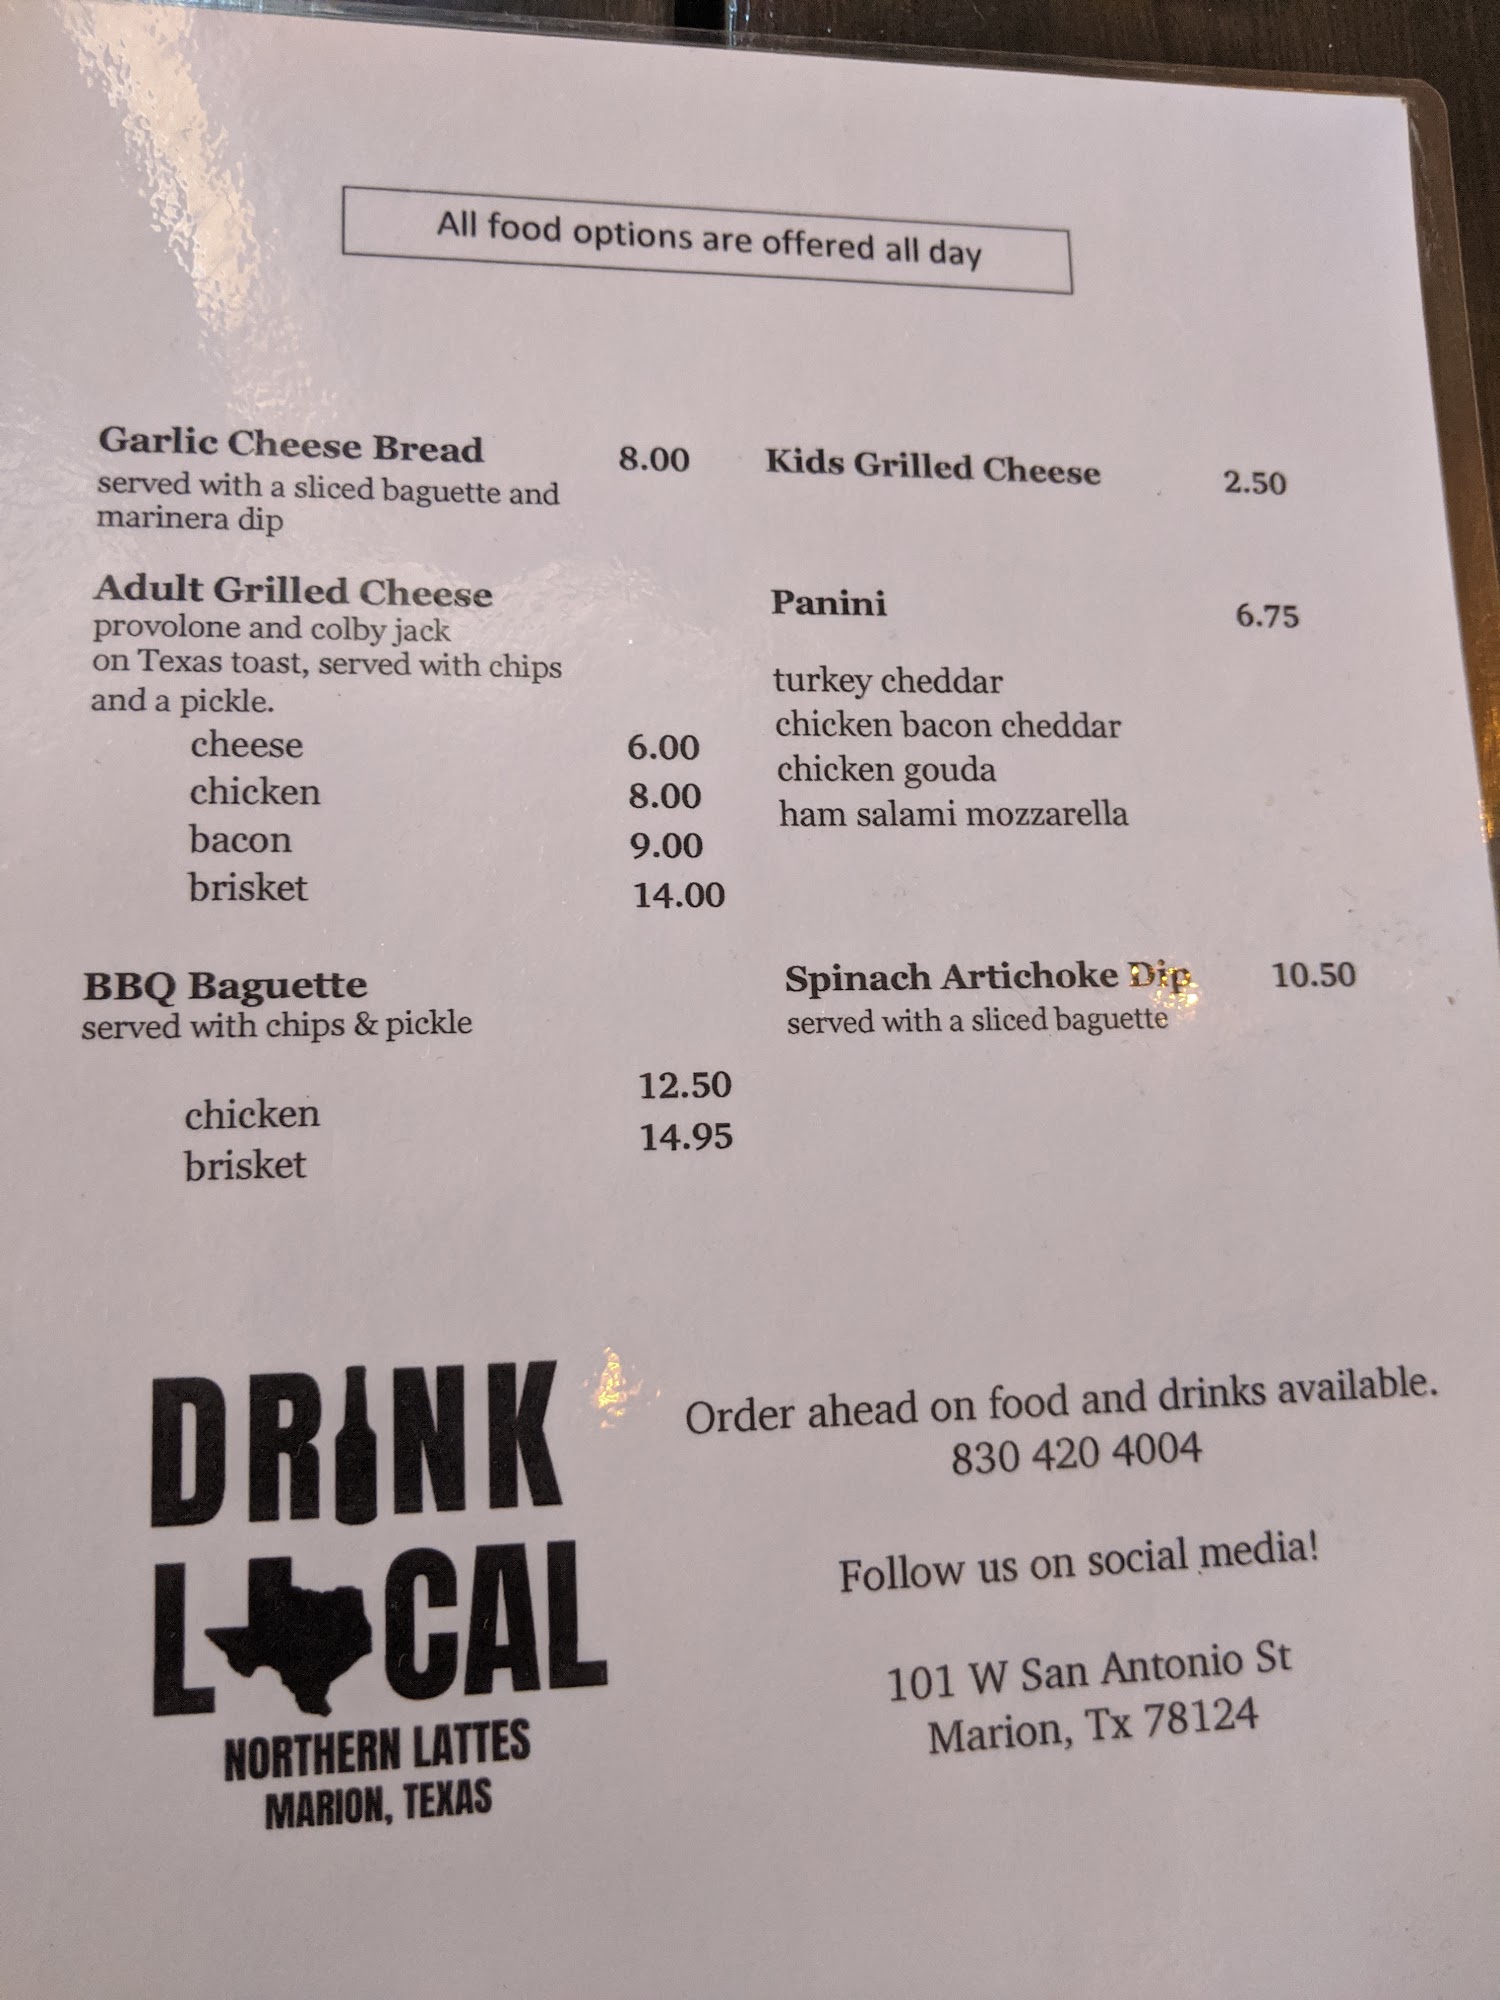 All food options are offered all day
Garlic Cheese Bread 8.00
served with a sliced baguette and
marinera dip
Adult Grilled Cheese
provolone and colby jack
on Texas toast, served with chips
and a pickle.
cheese 6.00
chicken 8.00
bacon 9.00
brisket 14.00
BBQ Baguette
served with chips & pickle
chicken 12.50
brisket 14.95
Kids Grilled Cheese 2.50
Panini 6.75
turkey cheddar
chicken bacon cheddar
chicken gouda
ham salami mozzarella
Spinach Artichoke Dip 10.50
served with a sliced baguette
DRINK
LOCAL
NORTHERN LATTES
MARION, TEXAS
Order ahead on food and drinks available.
830 420 4004
Follow us on social media!
101 W San Antonio St
Marion, Tx 78124